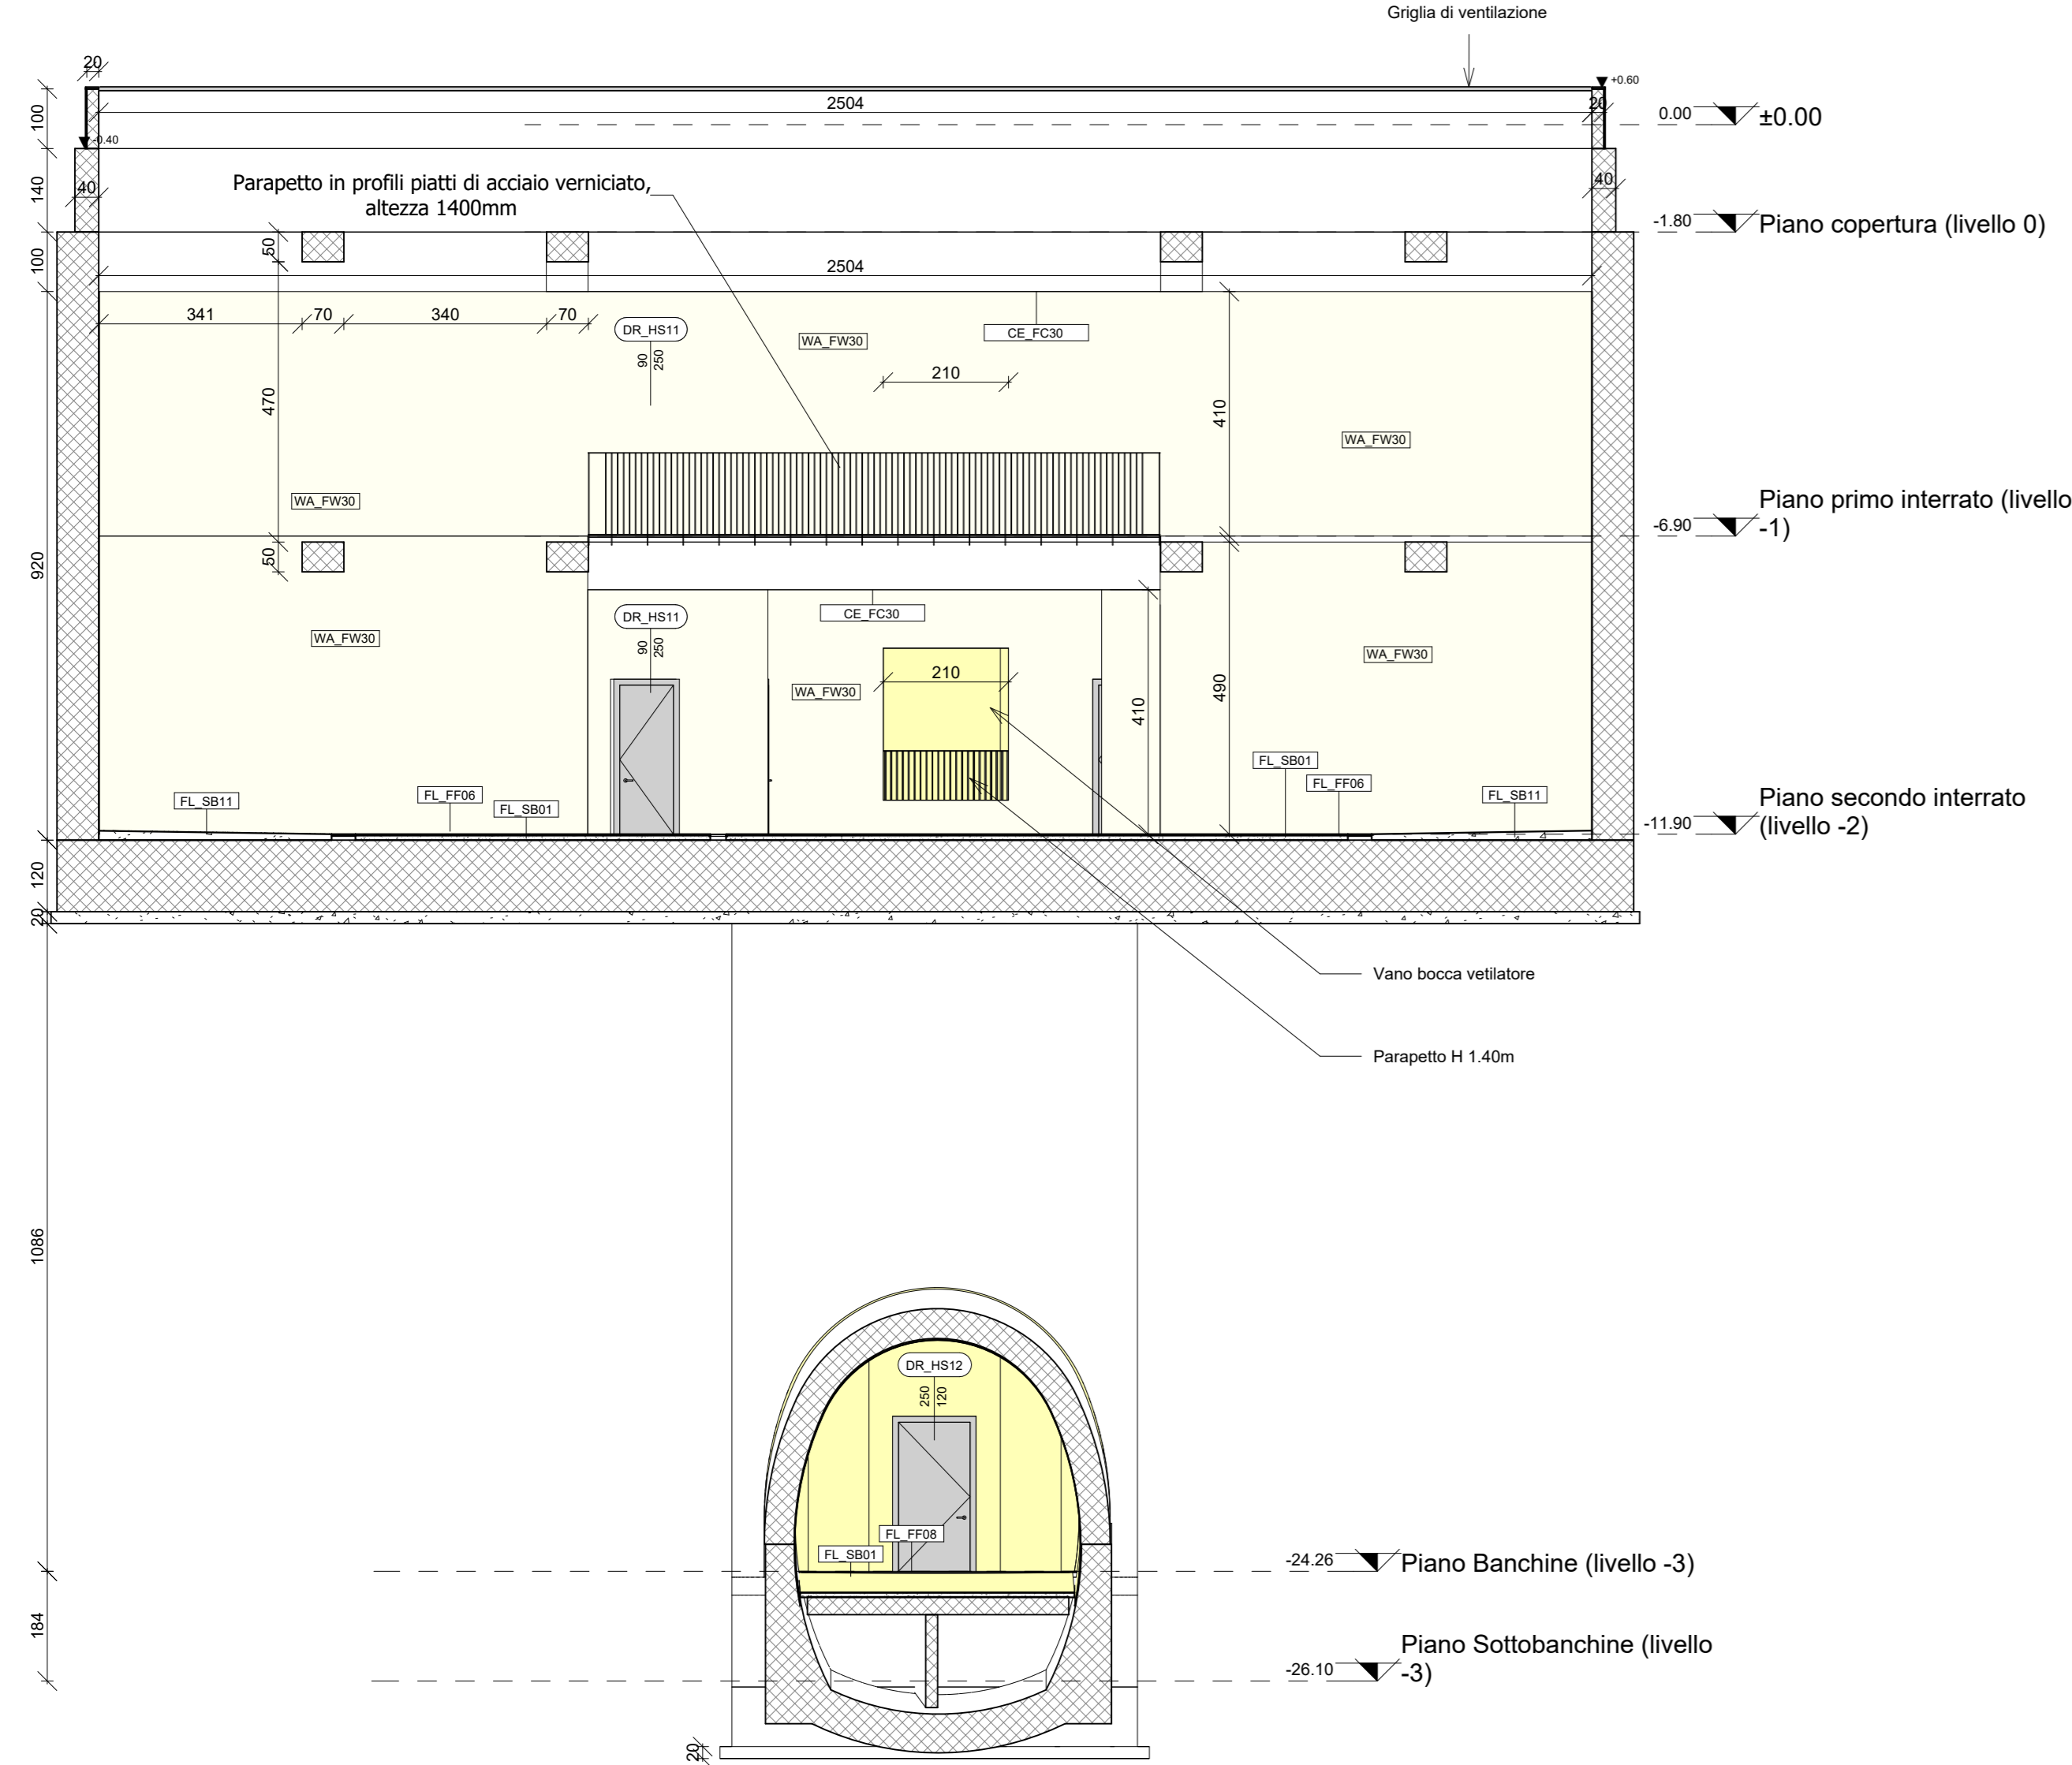 Griglia di ventilazione
20
+0.60
100
2504
20
0.00
±0.00
-0.40
140
Parapetto in profili piatti di acciaio verniciato,
altezza 1400mm
40
40
-1.80
Piano copertura (livello 0)
50
100
2504
341
70
340
70
DR_HS11
90
250
WA_FW30
CE_FC30
210
470
410
WA_FW30
WA_FW30
Piano primo interrato (livello
-1)
-6.90
50
920
DR_HS11
90
250
CE_FC30
WA_FW30
WA_FW30
210
WA_FW30
490
410
FL_SB01
FL_FF06
FL_SB11
FL_SB11
FL_FF06
FL_SB01
Piano secondo interrato
(livello -2)
-11.90
120
20
Vano bocca vetilatore
Parapetto H 1.40m
1086
DR_HS12
250
120
FL_FF08
FL_SB01
-24.26
Piano Banchine (livello -3)
184
Piano Sottobanchine (livello
-3)
-26.10
20